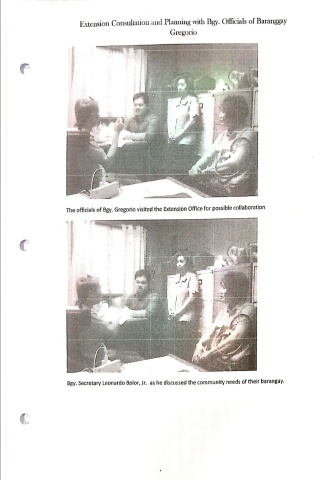 Extension Consultation and Planning with Bgy. Officials of Baranggay
Gregorio
The officials of Bgy. Gregorio visited the Extension Office for possible collaboration
Bgy. Secretary Leonardo Bolor, Jr. as he discussed the community needs of their barangay.